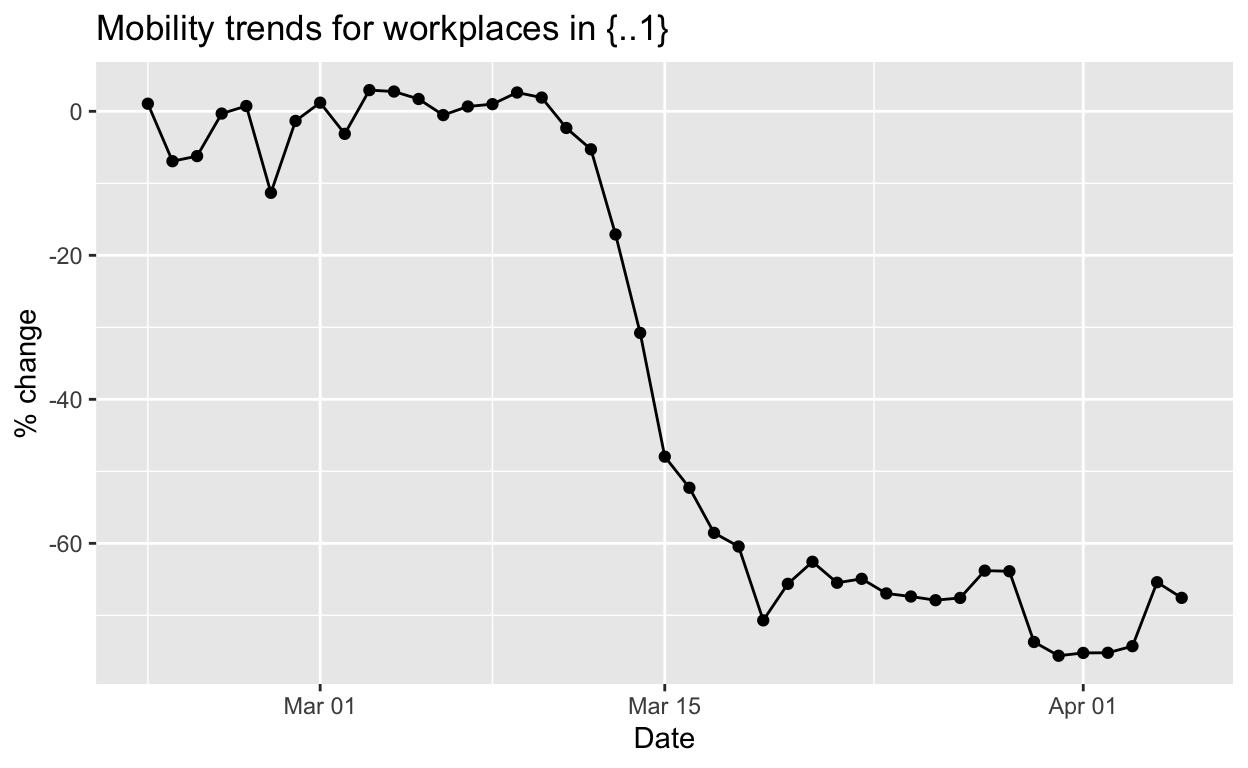 Mobility trends for workplaces in {..1}
0
-20
-40
-60
% change
Mar 01
Mar 15
Apr 01
Date